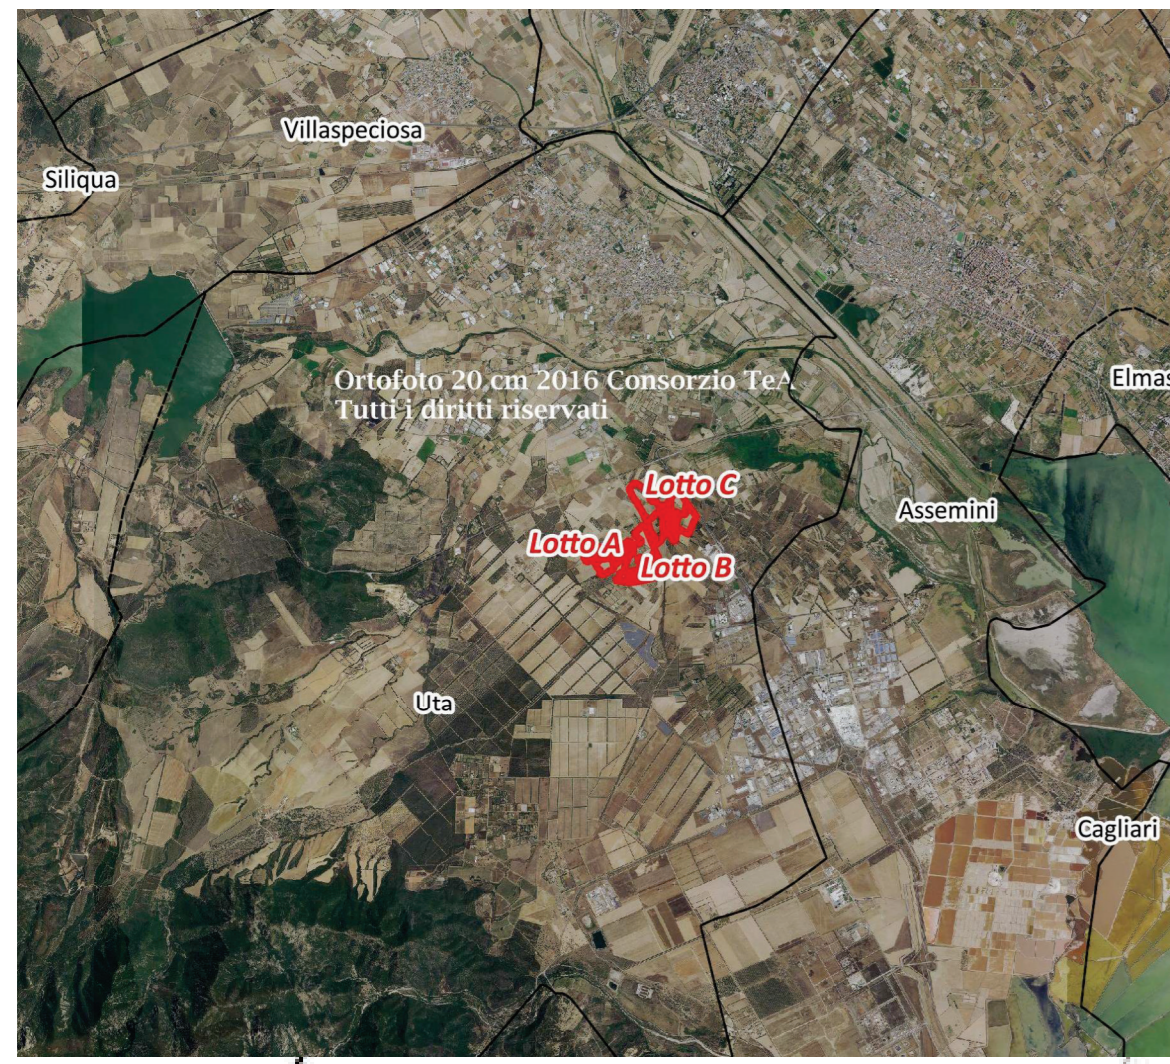 Villaspeciosa
Siliqua
Ortofoto 20 cm 2016 Consorzio TeA
Tutti i diritti riservati
Elmas
Lotto C
Assemini
Lotto A
Lotto B
Uta
Cagliari